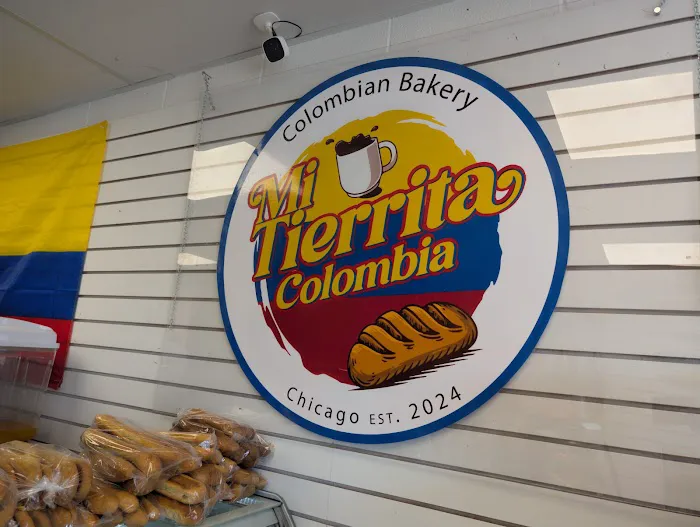 Colombian Bakery
Mi
Tierrita
Colombia
Chicago EST. 2024